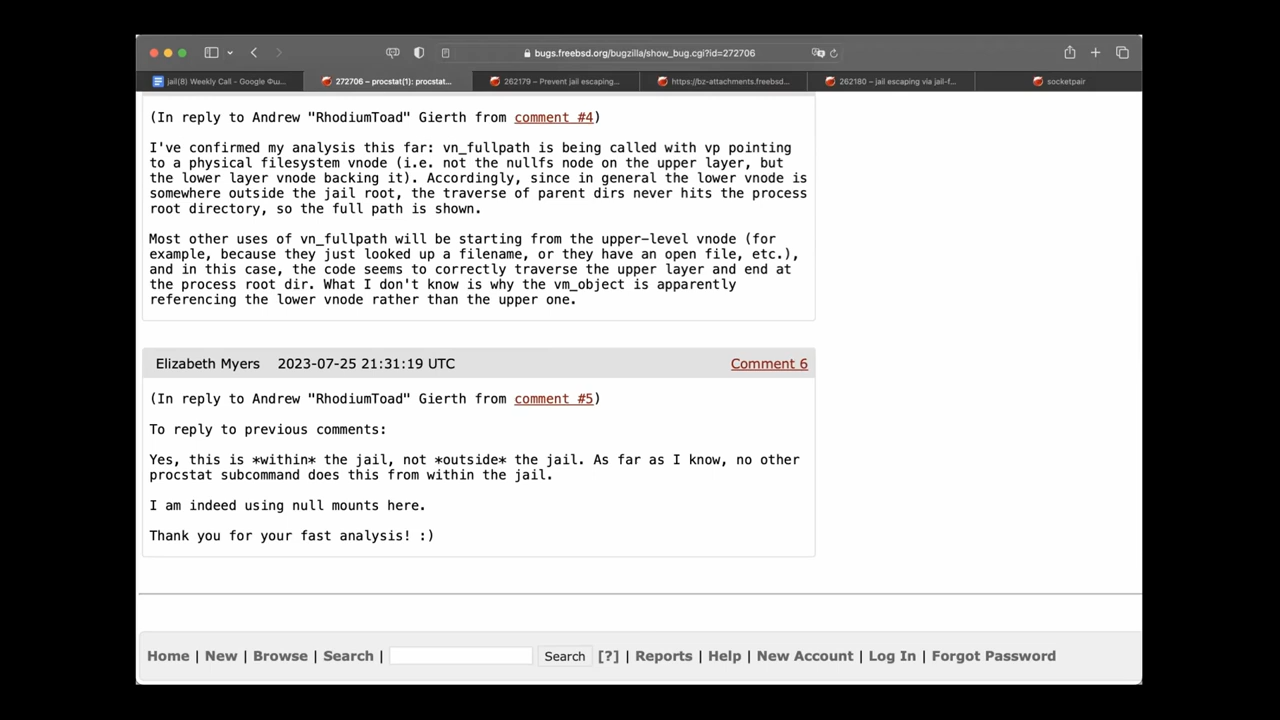 bugs.freebsd.org/bugzilla/show_bug.cgi?id=272706
jail(8) Weekly Call - Google Фш...
272706 – procstat(1): procstat...
262179 – Prevent jail escaping...
https://bz-attachments.freebsd...
262180 – jail escaping via jail-f...
socketpair
(In reply to Andrew "RhodiumToad" Gierth from comment #4)
I've confirmed my analysis this far: vn_fullpath is being called with vp pointing
to a physical filesystem vnode (i.e. not the nullfs node on the upper layer, but
the lower layer vnode backing it). Accordingly, since in general the lower vnode is
somewhere outside the jail root, the traverse of parent dirs never hits the process
root directory, so the full path is shown.
Most other uses of vn_fullpath will be starting from the upper-level vnode (for
example, because they just looked up a filename, or they have an open file, etc.),
and in this case, the code seems to correctly traverse the upper layer and end at
the process root dir. What I don't know is why the vm_object is apparently
referencing the lower vnode rather than the upper one.
Elizabeth Myers 2023-07-25 21:31:19 UTC Comment 6
(In reply to Andrew "RhodiumToad" Gierth from comment #5)
To reply to previous comments:
Yes, this is *within* the jail, not *outside* the jail. As far as I know, no other
procstat subcommand does this from within the jail.
I am indeed using null mounts here.
Thank you for your fast analysis! :)
Home | New | Browse | Search | Search [?] | Reports | Help | New Account | Log In | Forgot Password